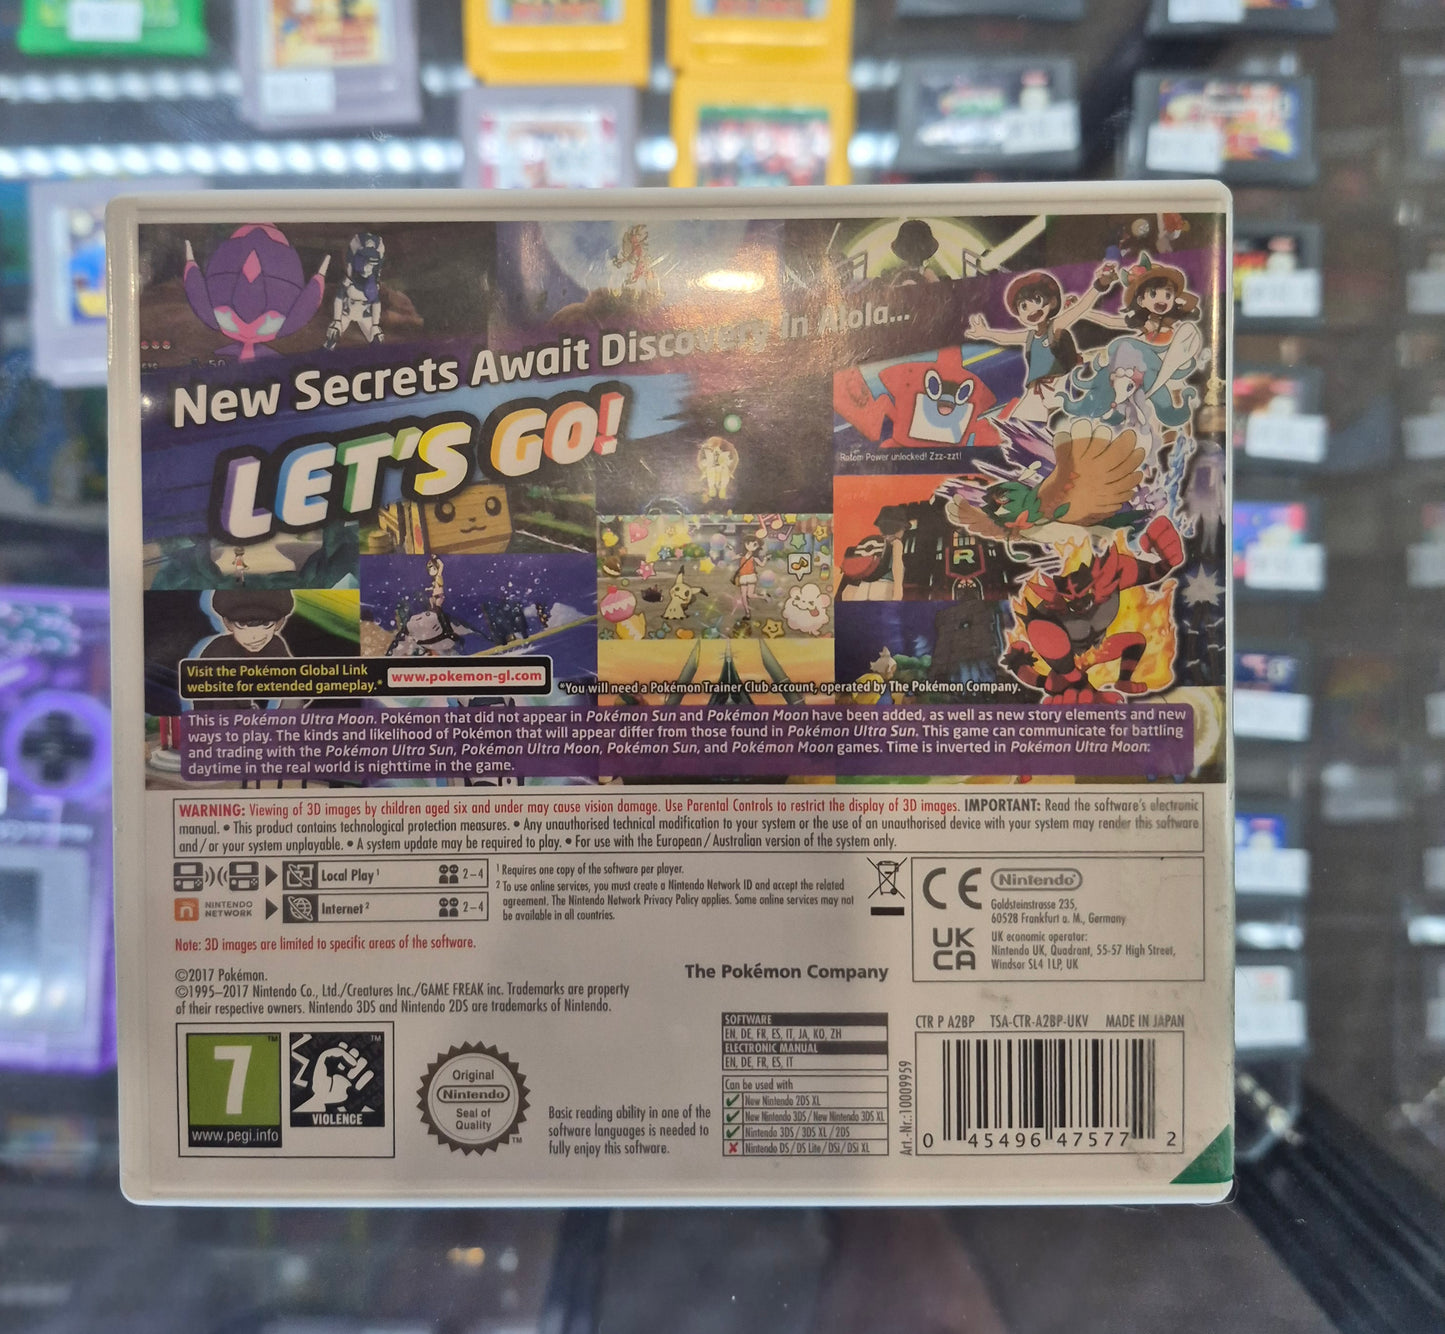 New Secrets Await Discovery in Alola...
LET'S GO!
Rotom Power unlocked! Zzz-zzt!
R
Visit the Pokémon Global Link
website for extended gameplay.*
www.pokemon-gl.com
*You will need a Pokémon Trainer Club account, operated by The Pokémon Company.
This is Pokémon Ultra Moon. Pokémon that did not appear in Pokémon Sun and Pokémon Moon have been added, as well as new story elements and new
ways to play. The kinds and likelihood of Pokémon that will appear differ from those found in Pokémon Ultra Sun. This game can communicate for battling
and trading with the Pokémon Ultra Sun, Pokémon Ultra Moon, Pokémon Sun, and Pokémon Moon games. Time is inverted in Pokémon Ultra Moon:
daytime in the real world is nighttime in the game.
WARNING: Viewing of 3D images by children aged six and under may cause vision damage. Use Parental Controls to restrict the display of 3D images. IMPORTANT: Read the software's electronic
manual. • This product contains technological protection measures. • Any unauthorised technical modification to your system or the use of an unauthorised device with your system may render this software
and/or your system unplayable. • A system update may be required to play. • For use with the European/Australian version of the system only.
Local Play¹ 2–4
NINTENDO
NETWORK
Internet² 2–4
¹ Requires one copy of the software per player.
² To use online services, you must create a Nintendo Network ID and accept the related
agreement. The Nintendo Network Privacy Policy applies. Some online services may not
be available in all countries.
CE
Nintendo
Goldsteinstrasse 235,
60528 Frankfurt a. M., Germany
UK
CA
UK economic operator:
Nintendo UK, Quadrant, 55-57 High Street,
Windsor SL4 1LP, UK
Note: 3D images are limited to specific areas of the software.
©2017 Pokémon.
©1995–2017 Nintendo Co., Ltd./Creatures Inc./GAME FREAK inc. Trademarks are property
of their respective owners. Nintendo 3DS and Nintendo 2DS are trademarks of Nintendo.
The Pokémon Company
7
www.pegi.info
VIOLENCE
TM
Original
Nintendo
Seal of
Quality
TM
Basic reading ability in one of the
software languages is needed to
fully enjoy this software.
SOFTWARE
EN, DE, FR, ES, IT, JA, KO, ZH
ELECTRONIC MANUAL
EN, DE, FR, ES, IT
Can be used with
New Nintendo 2DS XL
New Nintendo 3DS / New Nintendo 3DS XL
Nintendo 3DS / 3DS XL / 2DS
Nintendo DS / DS Lite / DSi / DSi XL
Art.-Nr.:10009959
CTR P A2BP TSA-CTR-A2BP-UKV MADE IN JAPAN
0 45496 47577 2